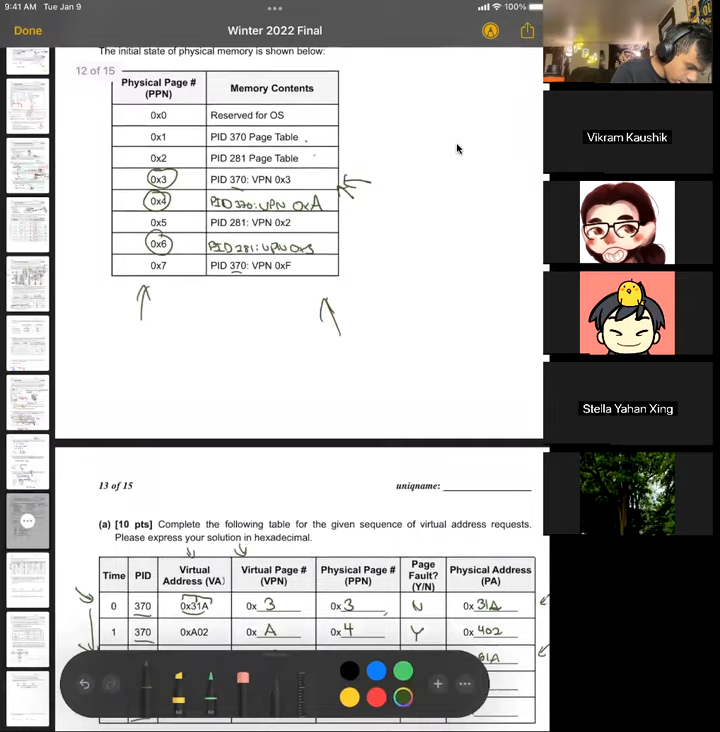 9:41 AM Tue Jan 9
100%
Done
Winter 2022 Final
The initial state of physical memory is shown below:
12 of 15
Physical Page # (PPN) Memory Contents
0x0 Reserved for OS
0x1 PID 370 Page Table
0x2 PID 281 Page Table
0x3 PID 370: VPN 0x3
0x4 PID 370: VPN 0xA
0x5 PID 281: VPN 0x2
0x6 PID 281: VPN 0x3
0x7 PID 370: VPN 0xF
13 of 15 uniqname:
(a) [10 pts] Complete the following table for the given sequence of virtual address requests.
Please express your solution in hexadecimal.
Time PID Virtual Address (VA) Virtual Page # (VPN) Physical Page # (PPN) Page Fault? (Y/N) Physical Address (PA)
0 370 0x31A 0x 3 0x 3 N 0x 31A
1 370 0xA02 0x A 0x 4 Y 0x 402
61A
Vikram Kaushik
Stella Yahan Xing